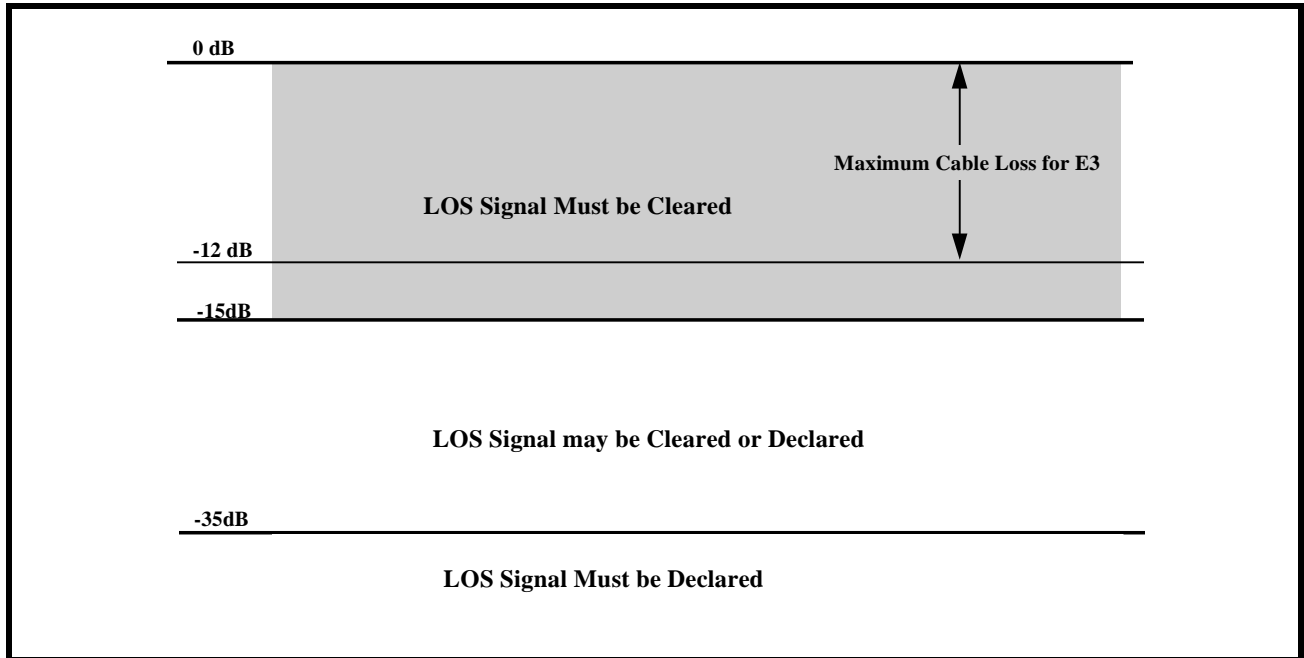 0 dB
Maximum Cable Loss for E3
LOS Signal Must be Cleared
-12 dB
-15dB
LOS Signal may be Cleared or Declared
-35dB
LOS Signal Must be Declared